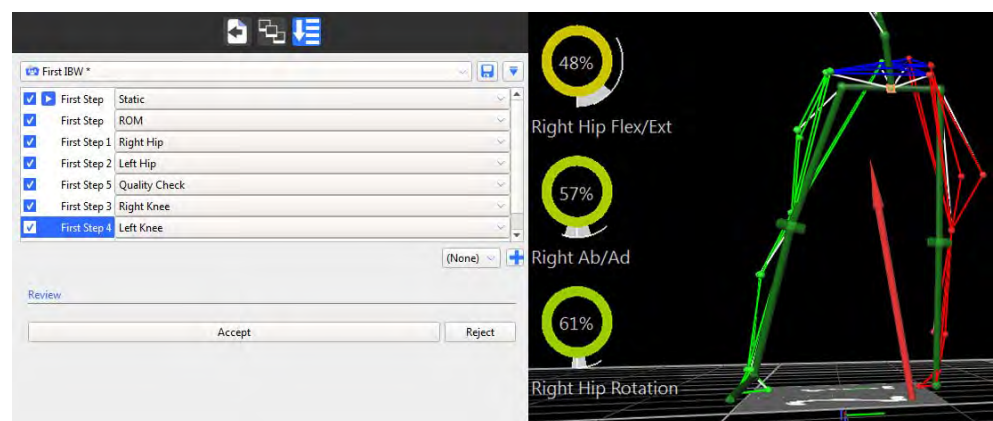 First IBW *
First Step Static
First Step ROM
First Step 1 Right Hip
First Step 2 Left Hip
First Step 5 Quality Check
First Step 3 Right Knee
First Step 4 Left Knee
(None)
Review
Accept Reject
48%
Right Hip Flex/Ext
57%
Right Ab/Ad
61%
Right Hip Rotation